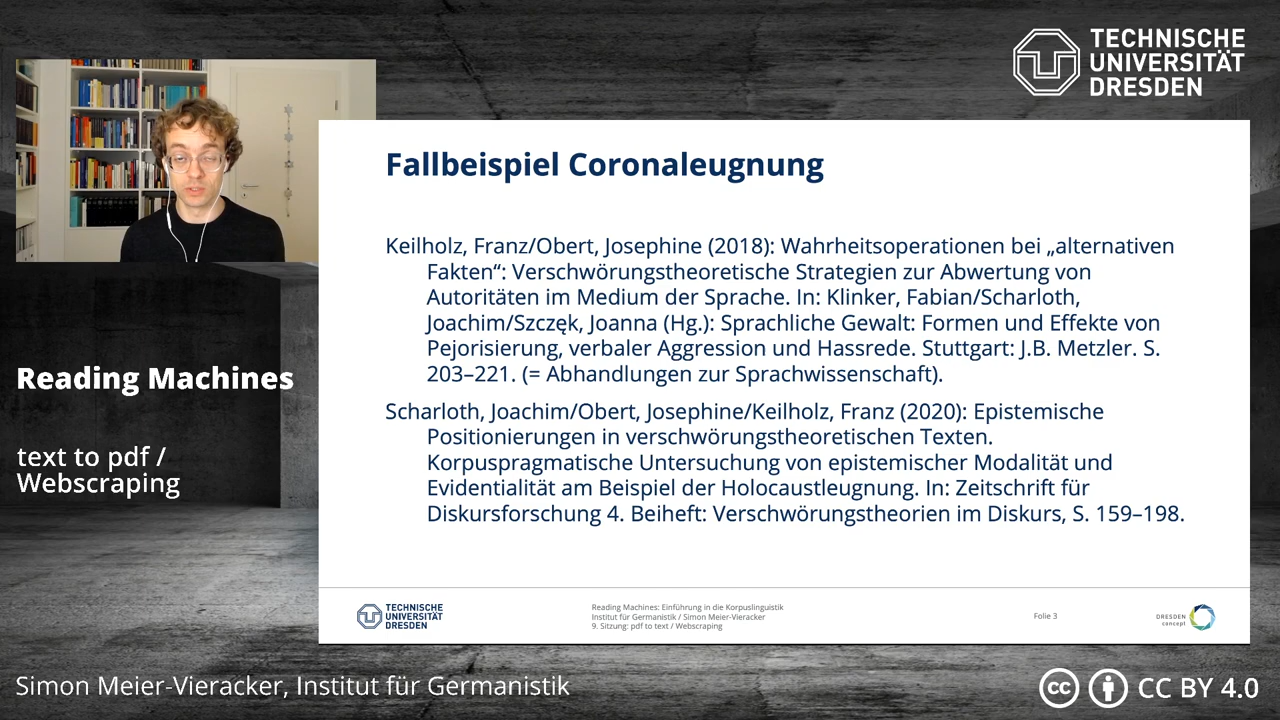 TECHNISCHE
UNIVERSITÄT
DRESDEN
Fallbeispiel Coronaleugnung
Keilholz, Franz/Obert, Josephine (2018): Wahrheitsoperationen bei „alternativen
Fakten“: Verschwörungstheoretische Strategien zur Abwertung von
Autoritäten im Medium der Sprache. In: Klinker, Fabian/Scharloth,
Joachim/Szczęk, Joanna (Hg.): Sprachliche Gewalt: Formen und Effekte von
Pejorisierung, verbaler Aggression und Hassrede. Stuttgart: J.B. Metzler. S.
203–221. (= Abhandlungen zur Sprachwissenschaft).
Scharloth, Joachim/Obert, Josephine/Keilholz, Franz (2020): Epistemische
Positionierungen in verschwörungstheoretischen Texten.
Korpuspragmatische Untersuchung von epistemischer Modalität und
Evidentialität am Beispiel der Holocaustleugnung. In: Zeitschrift für
Diskursforschung 4. Beiheft: Verschwörungstheorien im Diskurs, S. 159–198.
Reading Machines
text to pdf /
Webscraping
TECHNISCHE
UNIVERSITÄT
DRESDEN
Reading Machines: Einführung in die Korpuslinguistik
Institut für Germanistik / Simon Meier-Vieracker
9. Sitzung: pdf to text / Webscraping
Folie 3
DRESDEN
concept
Simon Meier-Vieracker, Institut für Germanistik
cc
CC BY 4.0